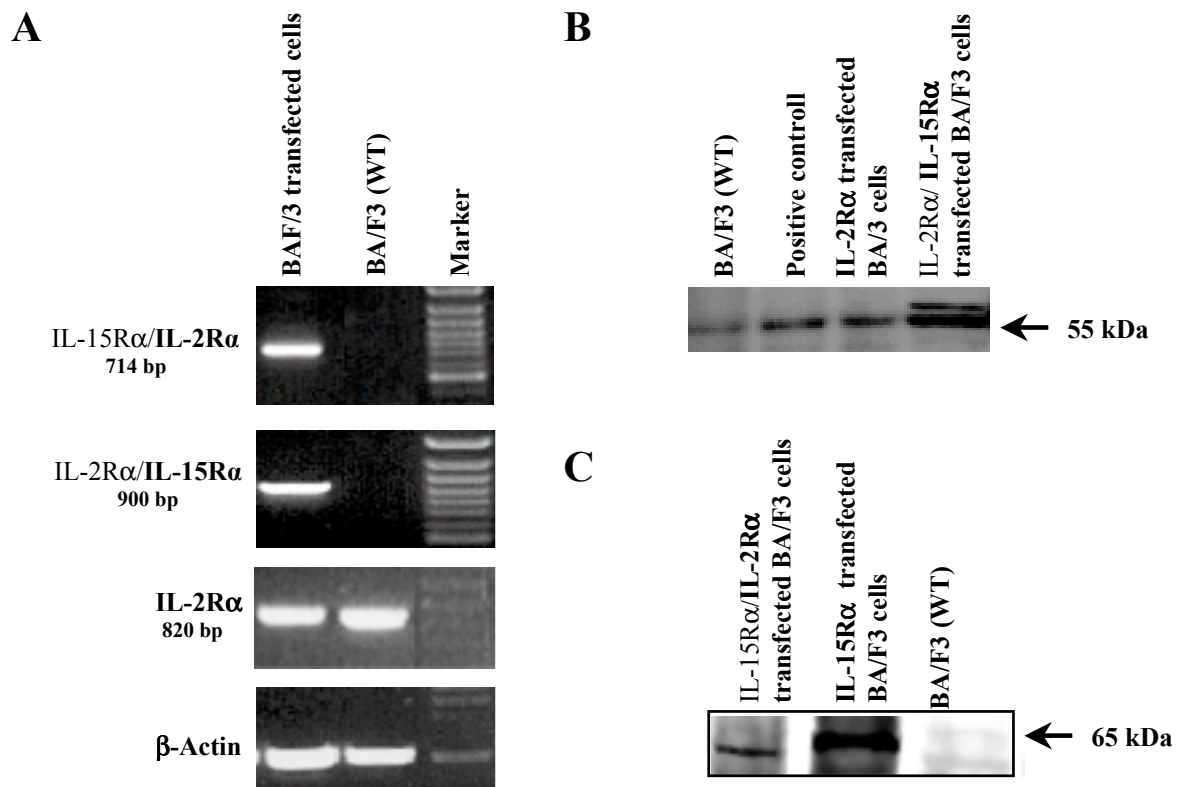 A
BAF/3 transfected cells
BA/F3 (WT)
Marker
IL-15Rα/IL-2Rα
714 bp
IL-2Rα/IL-15Rα
900 bp
IL-2Rα
820 bp
β-Actin
B
BA/F3 (WT)
Positive controll
IL-2Rα transfected
BA/3 cells
IL-2Rα/ IL-15Rα
transfected BA/F3 cells
55 kDa
C
IL-15Rα/IL-2Rα
transfected BA/F3 cells
IL-15Rα transfected
BA/F3 cells
BA/F3 (WT)
65 kDa